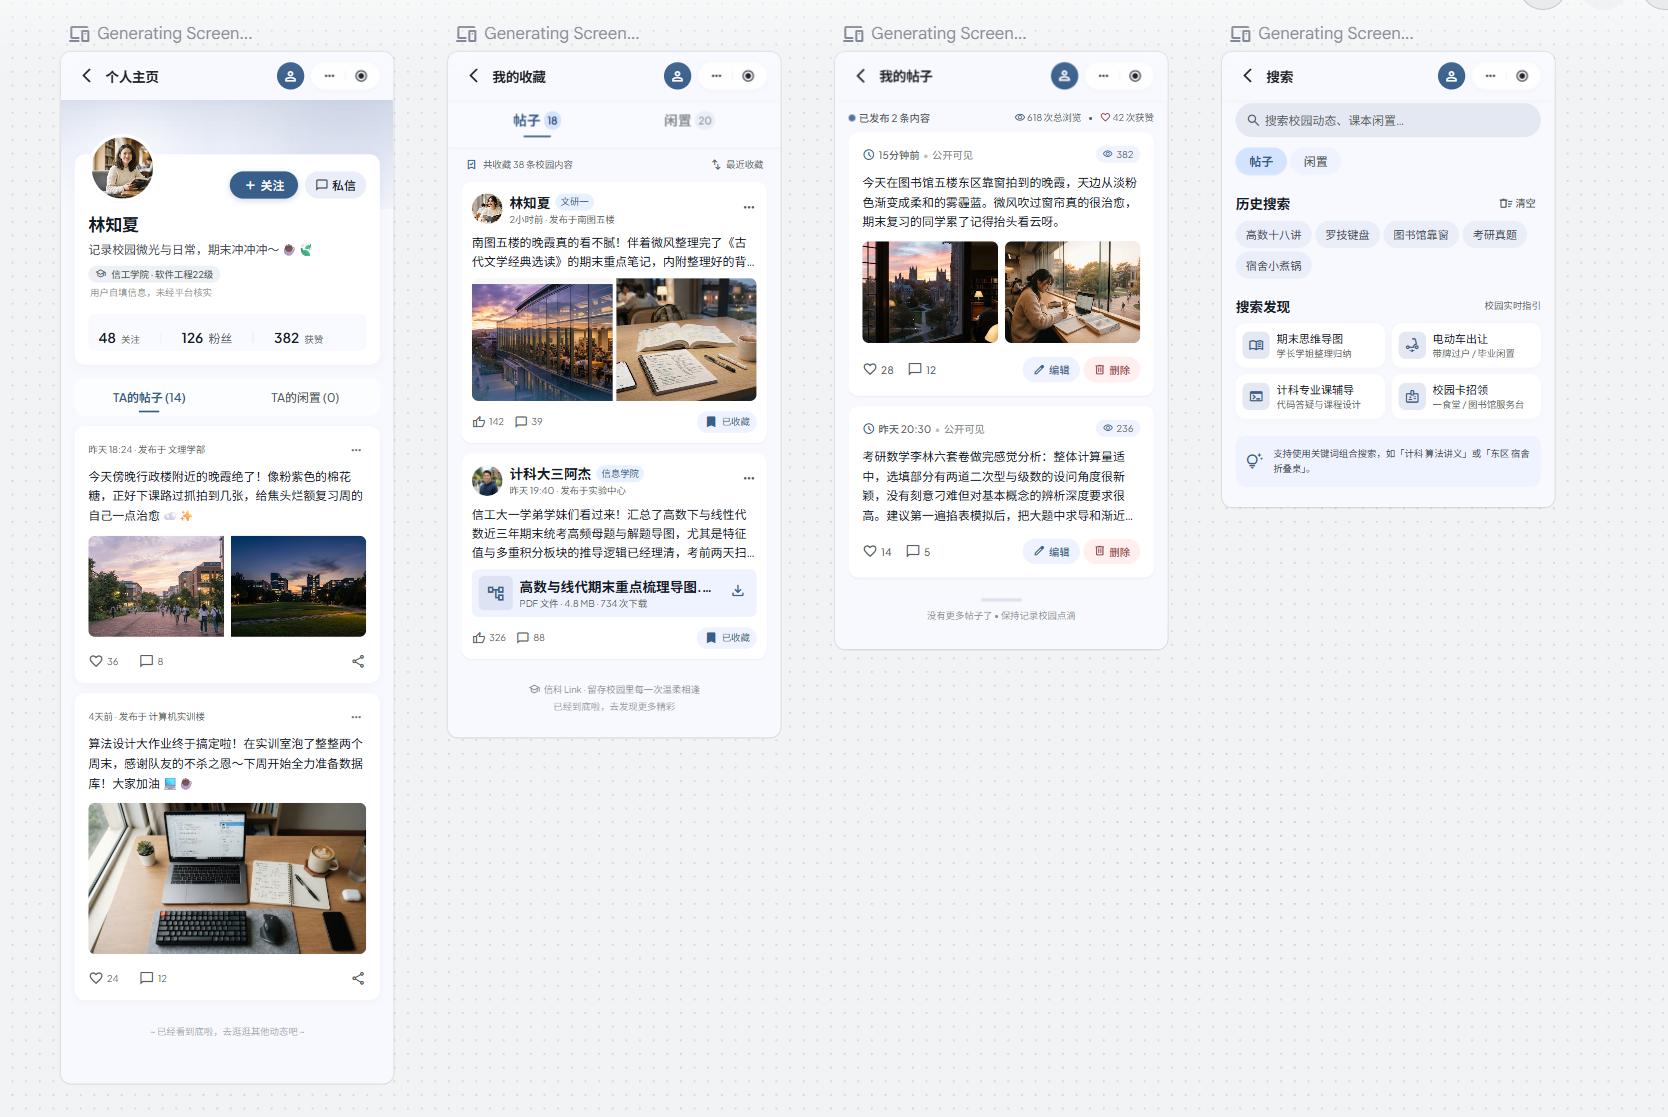 Generating Screen...
个人主页
关注
私信
林知夏
记录校园微光与日常，期末冲冲冲～
信工学院 · 软件工程22级
用户自填信息，未经平台核实
48 关注
126 粉丝
382 获赞
TA的帖子 (14)
TA的闲置 (0)
昨天 18:24 · 发布于 文理学部
今天傍晚行政楼附近的晚霞绝了！像粉紫色的棉花
糖，正好下课路过抓拍到几张，给焦头烂额复习周的
自己一点治愈
36
8
4天前 · 发布于 计算机实训楼
算法设计大作业终于搞定啦！在实训室泡了整整两个
周末，感谢队友的不杀之恩～下周开始全力准备数据
库！大家加油
24
12
~ 已经看到底啦，去逛逛其他动态吧 ~
Generating Screen...
我的收藏
帖子 18
闲置 20
共收藏 38 条校园内容
最近收藏
林知夏 文研一
2小时前 · 发布于南图五楼
南图五楼的晚霞真的看不腻！伴着微风整理完了《古
代文学经典选读》的期末重点笔记，内附整理好的背...
142
39
已收藏
计科大三阿杰 信息学院
昨天 19:40 · 发布于实验中心
信工大一学弟学妹们看过来！汇总了高数下与线性代
数近三年期末统考高频母题与解题导图，尤其是特征
值与多重积分板块的推导逻辑已经理清，考前两天扫...
高数与线代期末重点梳理导图....
PDF 文件 · 4.8 MB · 734 次下载
326
88
已收藏
信科 Link · 留存校园里每一次温柔相逢
已经到底啦，去发现更多精彩
Generating Screen...
我的帖子
已发布 2 条内容
618 次总浏览 • 42 次获赞
15分钟前 • 公开可见
382
今天在图书馆五楼东区靠窗拍到的晚霞，天边从淡粉
色渐变成柔和的雾霾蓝。微风吹过窗帘真的很治愈，
期末复习的同学累了记得抬头看云呀。
28
12
编辑
删除
昨天 20:30 • 公开可见
236
考研数学李林六套卷做完感觉分析：整体计算量适
中，选填部分有两道二次型与级数的设问角度很新
颖，没有刻意刁难但对基本概念的辨析深度要求很
高。建议第一遍掐表模拟后，把大题中求导和渐近...
14
5
编辑
删除
没有更多帖子了 • 保持记录校园点滴
Generating Screen...
搜索
搜索校园动态、课本闲置...
帖子
闲置
历史搜索
清空
高数十八讲
罗技键盘
图书馆靠窗
考研真题
宿舍小煮锅
搜索发现
校园实时指引
期末思维导图
学长学姐整理归纳
电动车出让
带牌过户 / 毕业闲置
计科专业课辅导
代码答疑与课程设计
校园卡招领
一食堂 / 图书馆服务台
支持使用关键词组合搜索，如「计科 算法讲义」或「东区 宿舍
折叠桌」。